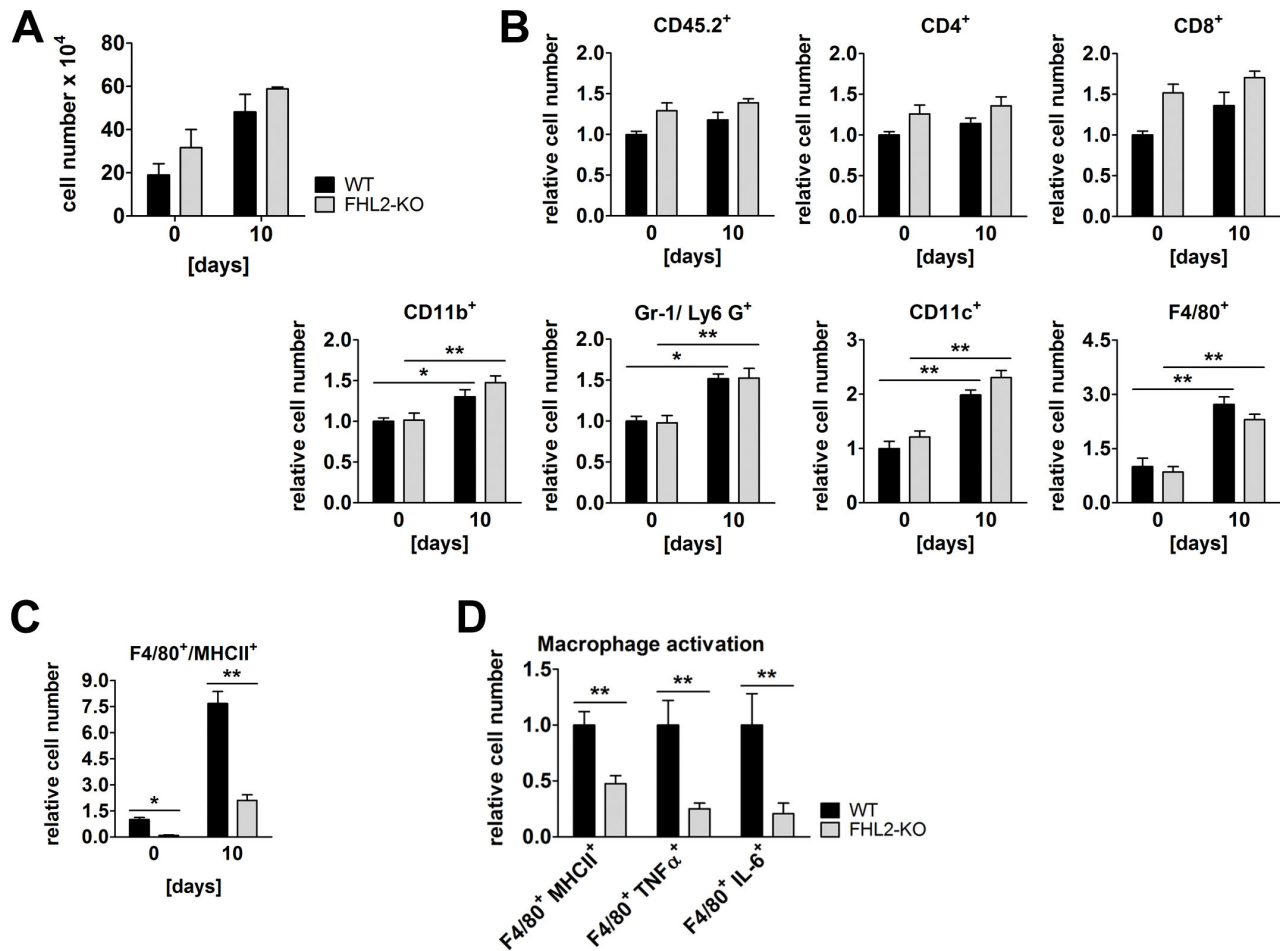 A
cell number x 10⁴
80
60
40
20
0
0 10
[days]
WT
FHL2-KO
B
CD45.2⁺
relative cell number
2.0
1.5
1.0
0.5
0.0
0 10
[days]
CD4⁺
relative cell number
2.0
1.5
1.0
0.5
0.0
0 10
[days]
CD8⁺
relative cell number
2.0
1.5
1.0
0.5
0.0
0 10
[days]
CD11b⁺
relative cell number
2.0
1.5
1.0
0.5
0.0
**
*
0 10
[days]
Gr-1/ Ly6 G⁺
relative cell number
2.0
1.5
1.0
0.5
0.0
**
*
0 10
[days]
CD11c⁺
relative cell number
3
2
1
0
**
**
0 10
[days]
F4/80⁺
relative cell number
4.5
3.0
1.5
0.0
**
**
0 10
[days]
C
F4/80⁺/MHCII⁺
relative cell number
9.0
7.5
6.0
4.5
3.0
1.5
0.0
**
*
0 10
[days]
D
Macrophage activation
relative cell number
1.5
1.0
0.5
0.0
** ** **
F4/80⁺ MHCII⁺
F4/80⁺ TNFα⁺
F4/80⁺ IL-6⁺
WT
FHL2-KO